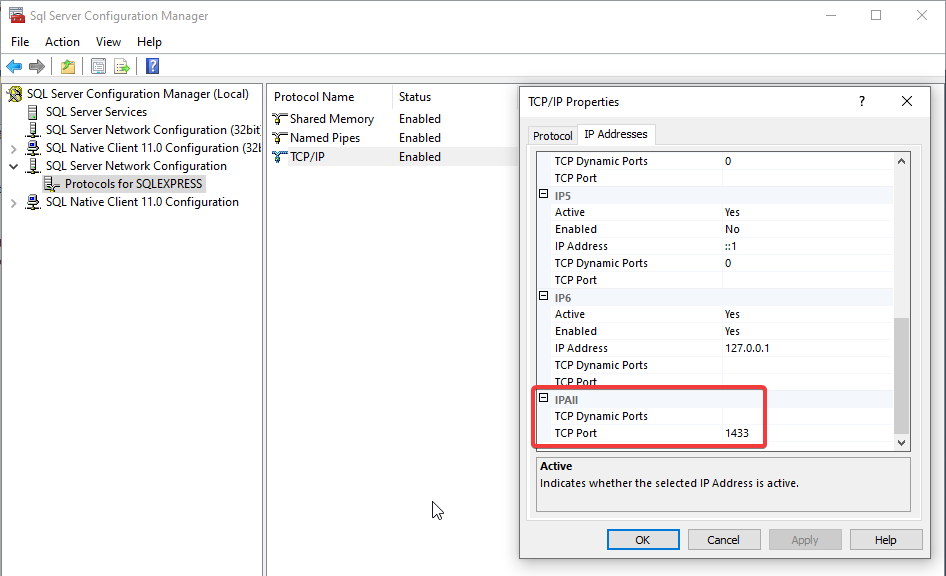 Sql Server Configuration Manager
File Action View Help
SQL Server Configuration Manager (Local)
SQL Server Services
SQL Server Network Configuration (32bit
SQL Native Client 11.0 Configuration (32b
SQL Server Network Configuration
Protocols for SQLEXPRESS
SQL Native Client 11.0 Configuration
Protocol Name Status
Shared Memory Enabled
Named Pipes Enabled
TCP/IP Enabled
TCP/IP Properties
Protocol IP Addresses
TCP Dynamic Ports 0
TCP Port
IP5
Active Yes
Enabled No
IP Address ::1
TCP Dynamic Ports 0
TCP Port
IP6
Active Yes
Enabled Yes
IP Address 127.0.0.1
TCP Dynamic Ports
TCP Port
IPAll
TCP Dynamic Ports
TCP Port 1433
Active
Indicates whether the selected IP Address is active.
OK Cancel Apply Help